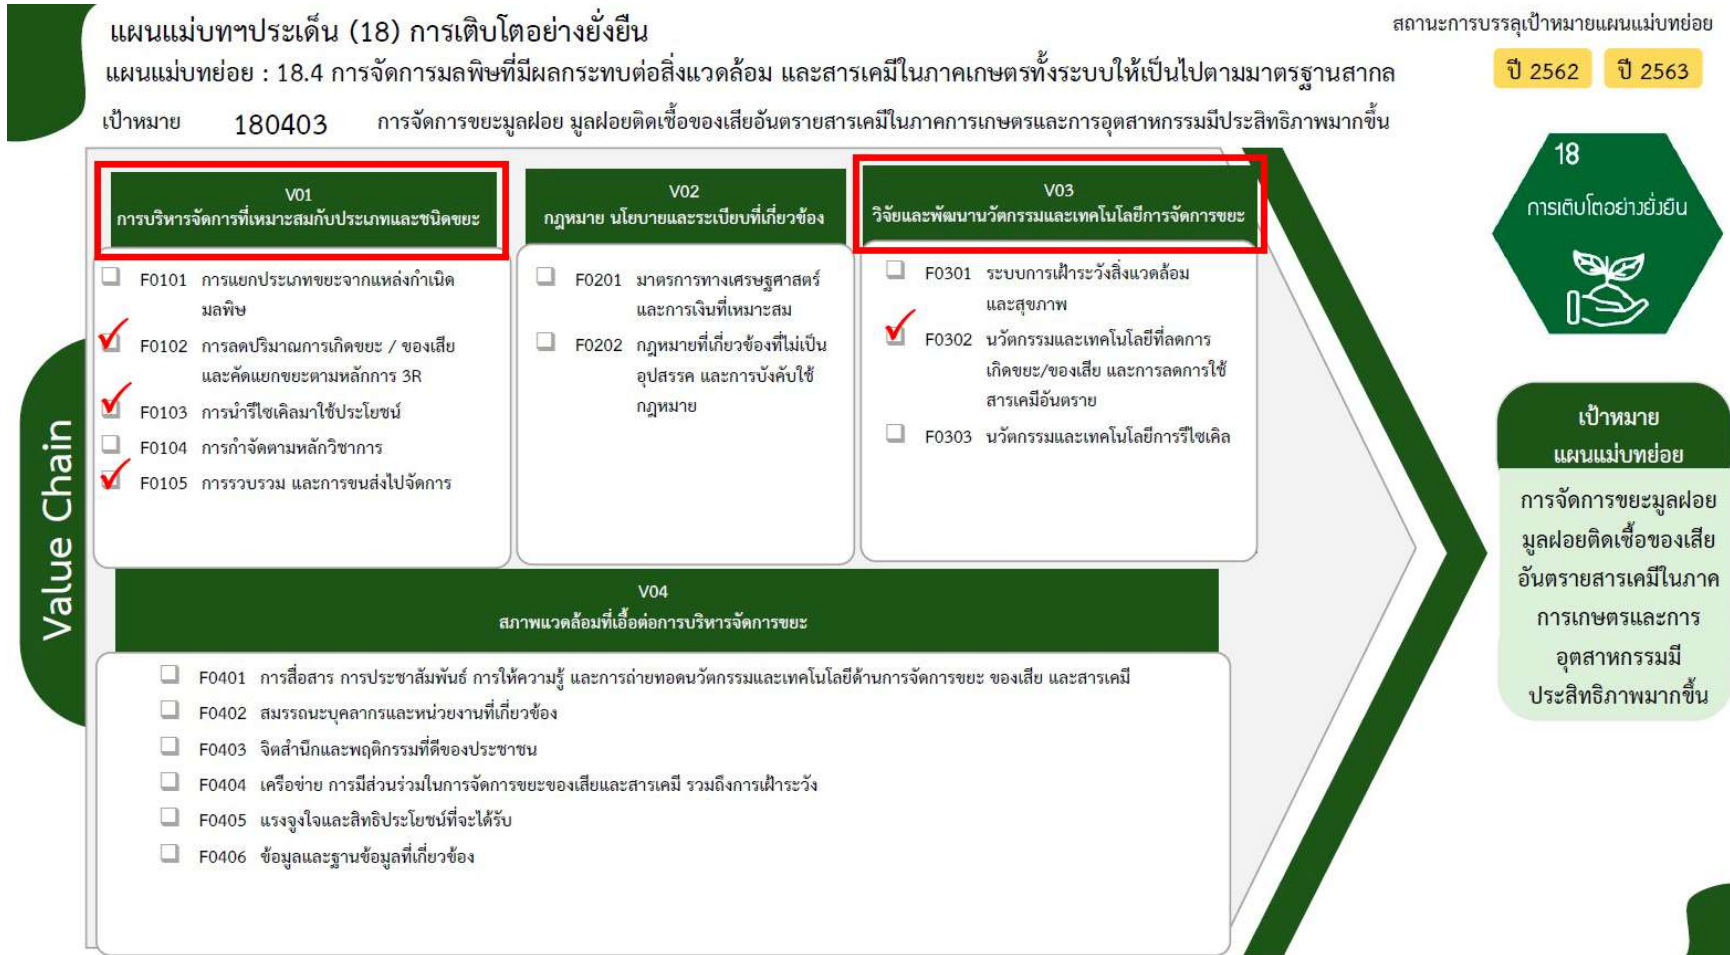 แผนแม่บทฯประเด็น (18) การเติบโตอย่างยั่งยืน
สถานะการบรรลุเป้าหมายแผนแม่บทย่อย
แผนแม่บทย่อย : 18.4 การจัดการมลพิษที่มีผลกระทบต่อสิ่งแวดล้อม และสารเคมีในภาคเกษตรทั้งระบบให้เป็นไปตามมาตรฐานสากล
ปี 2562
ปี 2563
เป้าหมาย 180403 การจัดการขยะมูลฝอย มูลฝอยติดเชื้อของเสียอันตรายสารเคมีในภาคการเกษตรและการอุตสาหกรรมมีประสิทธิภาพมากขึ้น
Value Chain
V01
การบริหารจัดการที่เหมาะสมกับประเภทและชนิดขยะ
F0101 การแยกประเภทขยะจากแหล่งกำเนิด
มลพิษ
F0102 การลดปริมาณการเกิดขยะ / ของเสีย
และคัดแยกขยะตามหลักการ 3R
F0103 การนำรีไซเคิลมาใช้ประโยชน์
F0104 การกำจัดตามหลักวิชาการ
F0105 การรวบรวม และการขนส่งไปจัดการ
V02
กฎหมาย นโยบายและระเบียบที่เกี่ยวข้อง
F0201 มาตรการทางเศรษฐศาสตร์
และการเงินที่เหมาะสม
F0202 กฎหมายที่เกี่ยวข้องที่ไม่เป็น
อุปสรรค และการบังคับใช้
กฎหมาย
V03
วิจัยและพัฒนานวัตกรรมและเทคโนโลยีการจัดการขยะ
F0301 ระบบการเฝ้าระวังสิ่งแวดล้อม
และสุขภาพ
F0302 นวัตกรรมและเทคโนโลยีที่ลดการ
เกิดขยะ/ของเสีย และการลดการใช้
สารเคมีอันตราย
F0303 นวัตกรรมและเทคโนโลยีการรีไซเคิล
V04
สภาพแวดล้อมที่เอื้อต่อการบริหารจัดการขยะ
F0401 การสื่อสาร การประชาสัมพันธ์ การให้ความรู้ และการถ่ายทอดนวัตกรรมและเทคโนโลยีด้านการจัดการขยะ ของเสีย และสารเคมี
F0402 สมรรถนะบุคลากรและหน่วยงานที่เกี่ยวข้อง
F0403 จิตสำนึกและพฤติกรรมที่ดีของประชาชน
F0404 เครือข่าย การมีส่วนร่วมในการจัดการขยะของเสียและสารเคมี รวมถึงการเฝ้าระวัง
F0405 แรงจูงใจและสิทธิประโยชน์ที่จะได้รับ
F0406 ข้อมูลและฐานข้อมูลที่เกี่ยวข้อง
18
การเติบโตอย่างยั่งยืน
เป้าหมาย
แผนแม่บทย่อย
การจัดการขยะมูลฝอย
มูลฝอยติดเชื้อของเสีย
อันตรายสารเคมีในภาค
การเกษตรและการ
อุตสาหกรรมมี
ประสิทธิภาพมากขึ้น